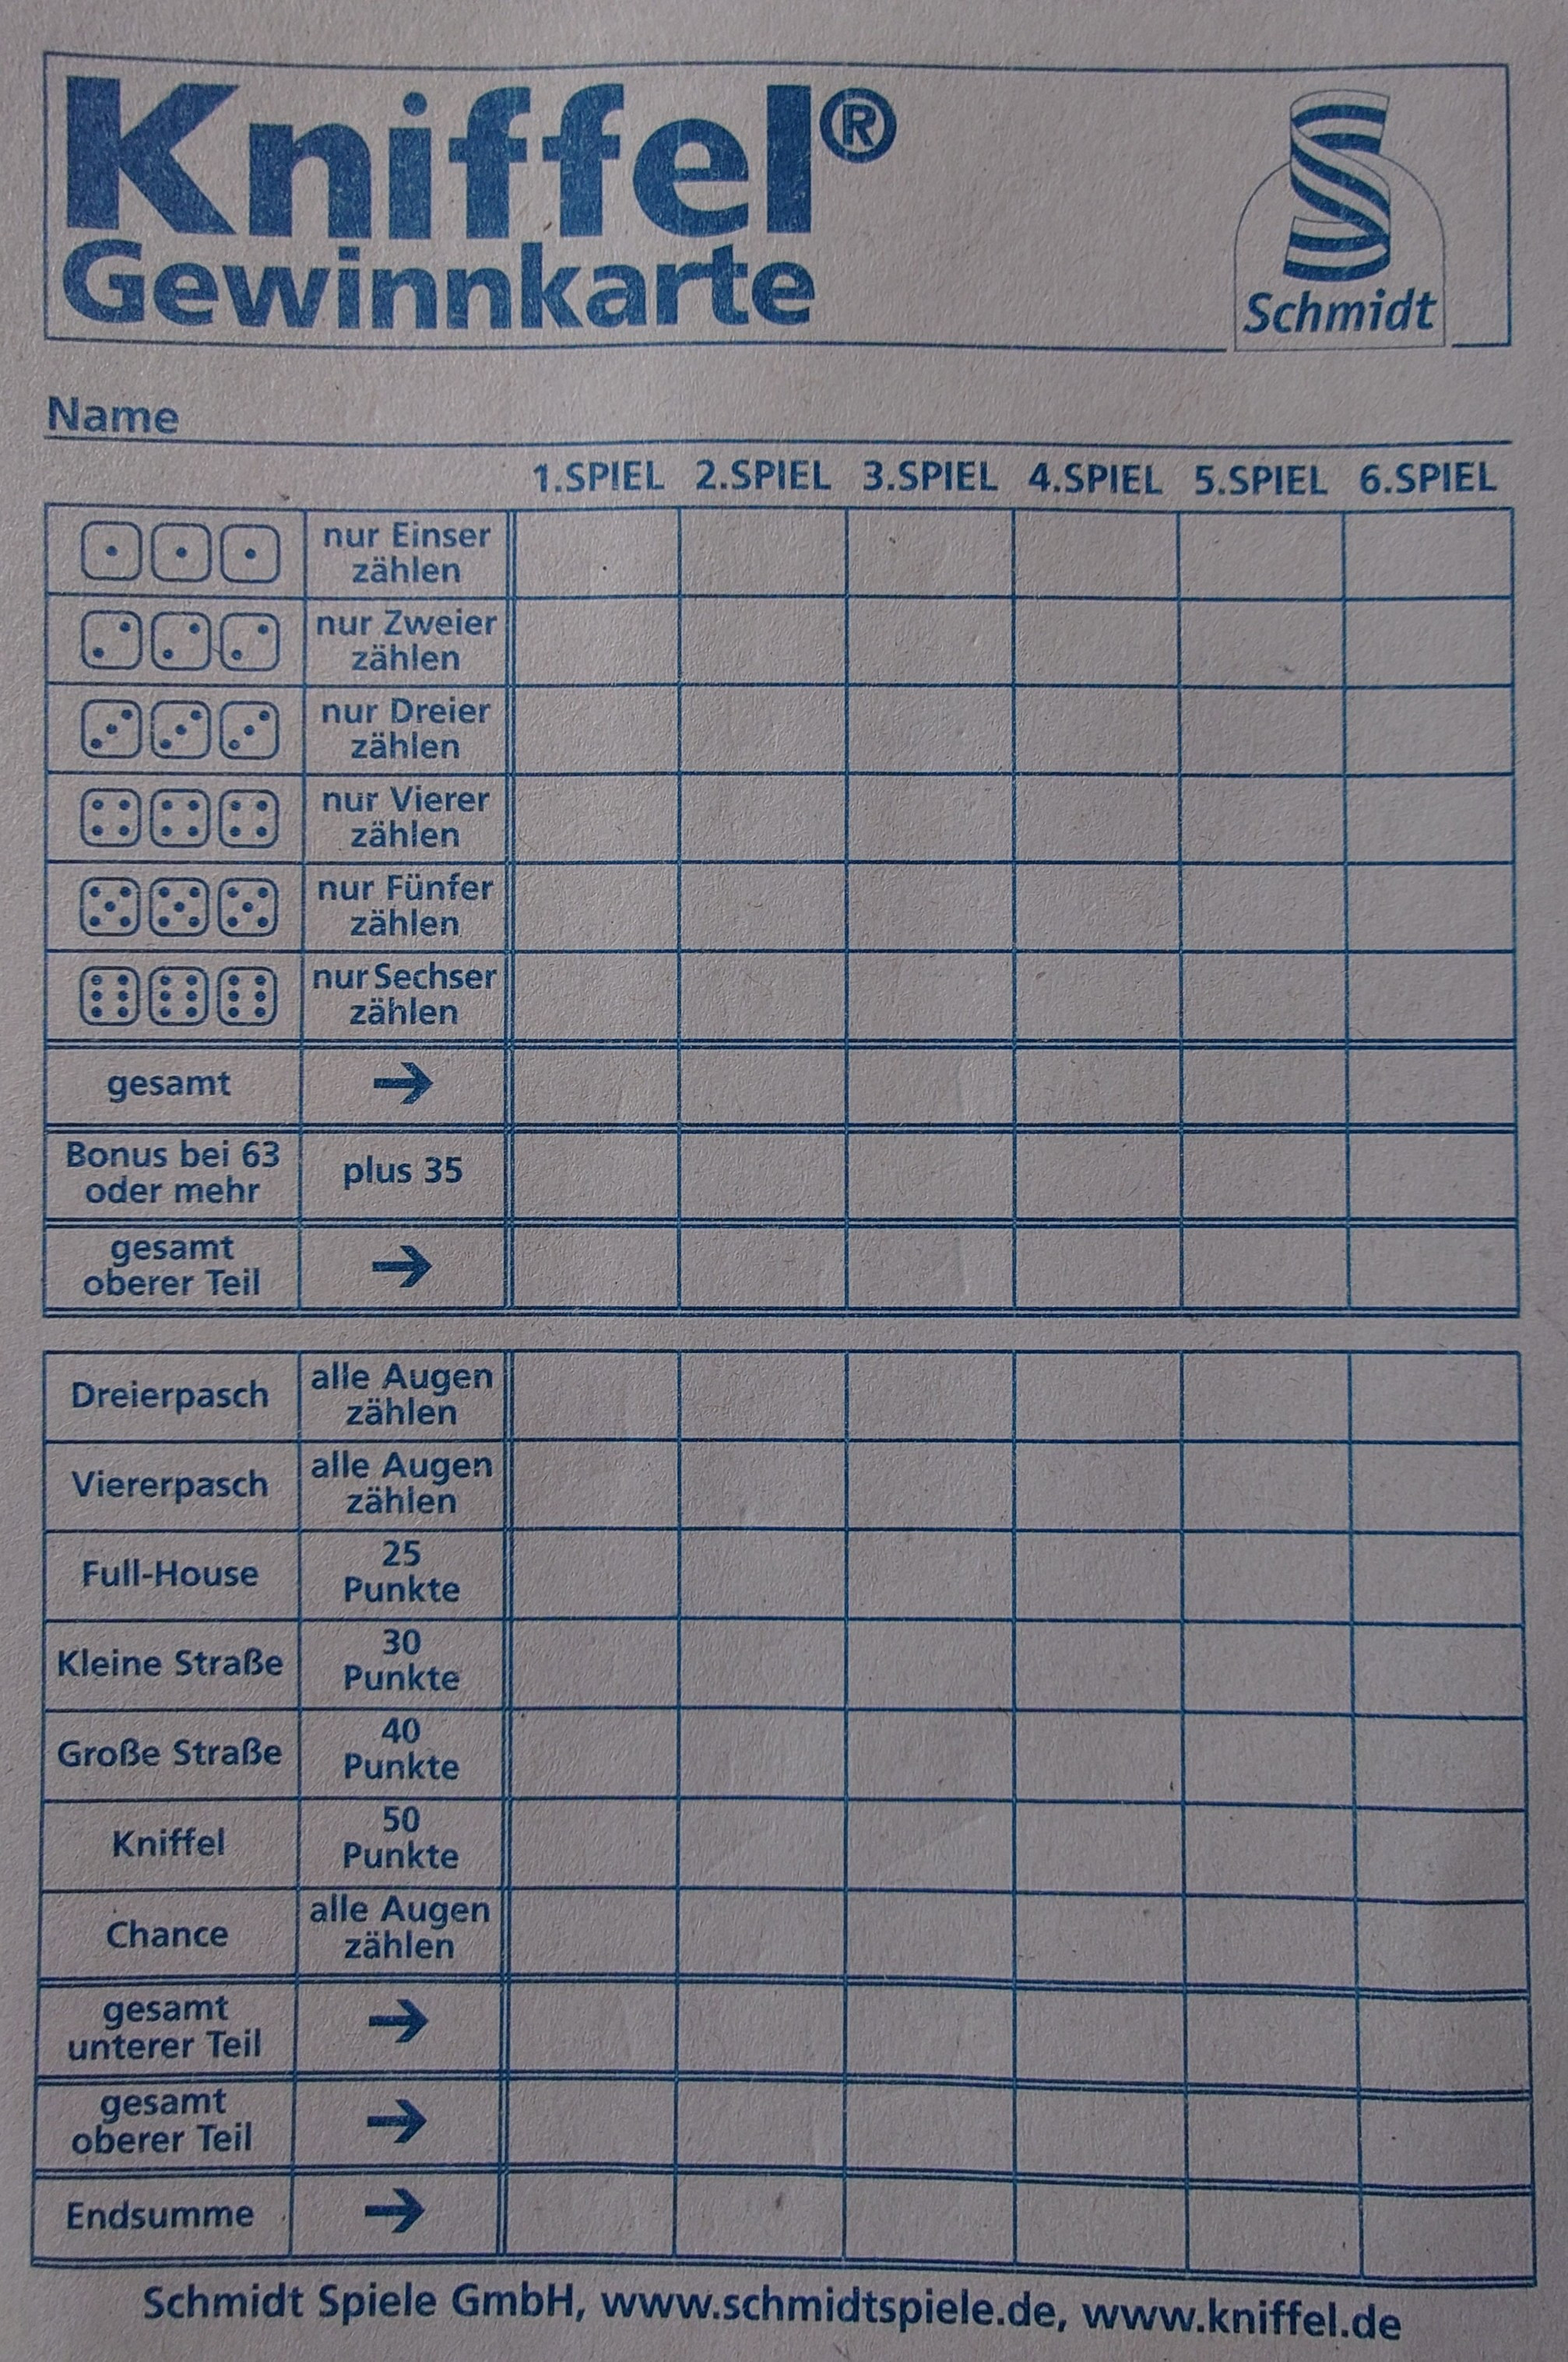 Kniffel®
Gewinnkarte
Schmidt
Name
1.SPIEL 2.SPIEL 3.SPIEL 4.SPIEL 5.SPIEL 6.SPIEL
nur Einser
zählen
nur Zweier
zählen
nur Dreier
zählen
nur Vierer
zählen
nur Fünfer
zählen
nur Sechser
zählen
gesamt →
Bonus bei 63
oder mehr
plus 35
gesamt
oberer Teil
→
Dreierpasch
alle Augen
zählen
Viererpasch
alle Augen
zählen
Full-House
25
Punkte
Kleine Straße
30
Punkte
Große Straße
40
Punkte
Kniffel
50
Punkte
Chance
alle Augen
zählen
gesamt
unterer Teil
→
gesamt
oberer Teil
→
Endsumme →
Schmidt Spiele GmbH, www.schmidtspiele.de, www.kniffel.de